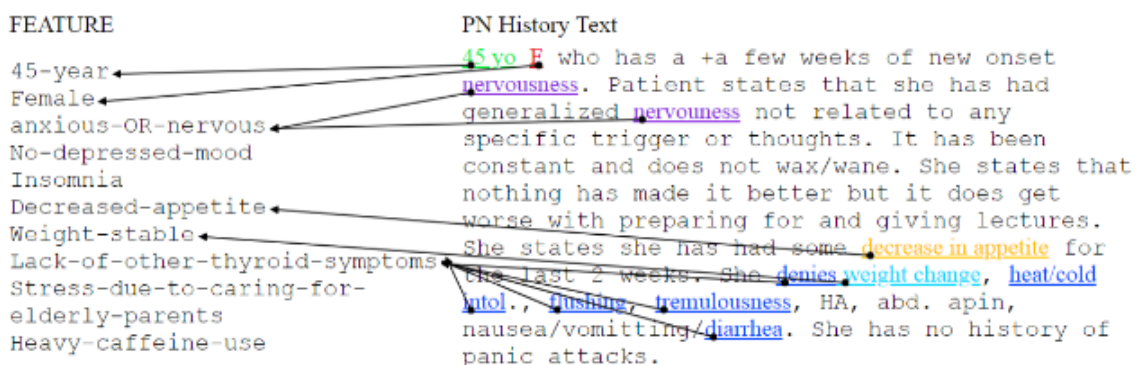 FEATURE
45-year
Female
anxious-OR-nervous
No-depressed-mood
Insomnia
Decreased-appetite
Weight-stable
Lack-of-other-thyroid-symptoms
Stress-due-to-caring-for-
elderly-parents
Heavy-caffeine-use
PN History Text
45 yo F who has a +a few weeks of new onset
nervousness. Patient states that she has had
generalized nervouness not related to any
specific trigger or thoughts. It has been
constant and does not wax/wane. She states that
nothing has made it better but it does get
worse with preparing for and giving lectures.
She states she has had some decrease in appetite for
the last 2 weeks. She denies weight change, heat/cold
intol., flushing, tremulousness, HA, abd. apin,
nausea/vomitting/diarrhea. She has no history of
panic attacks.